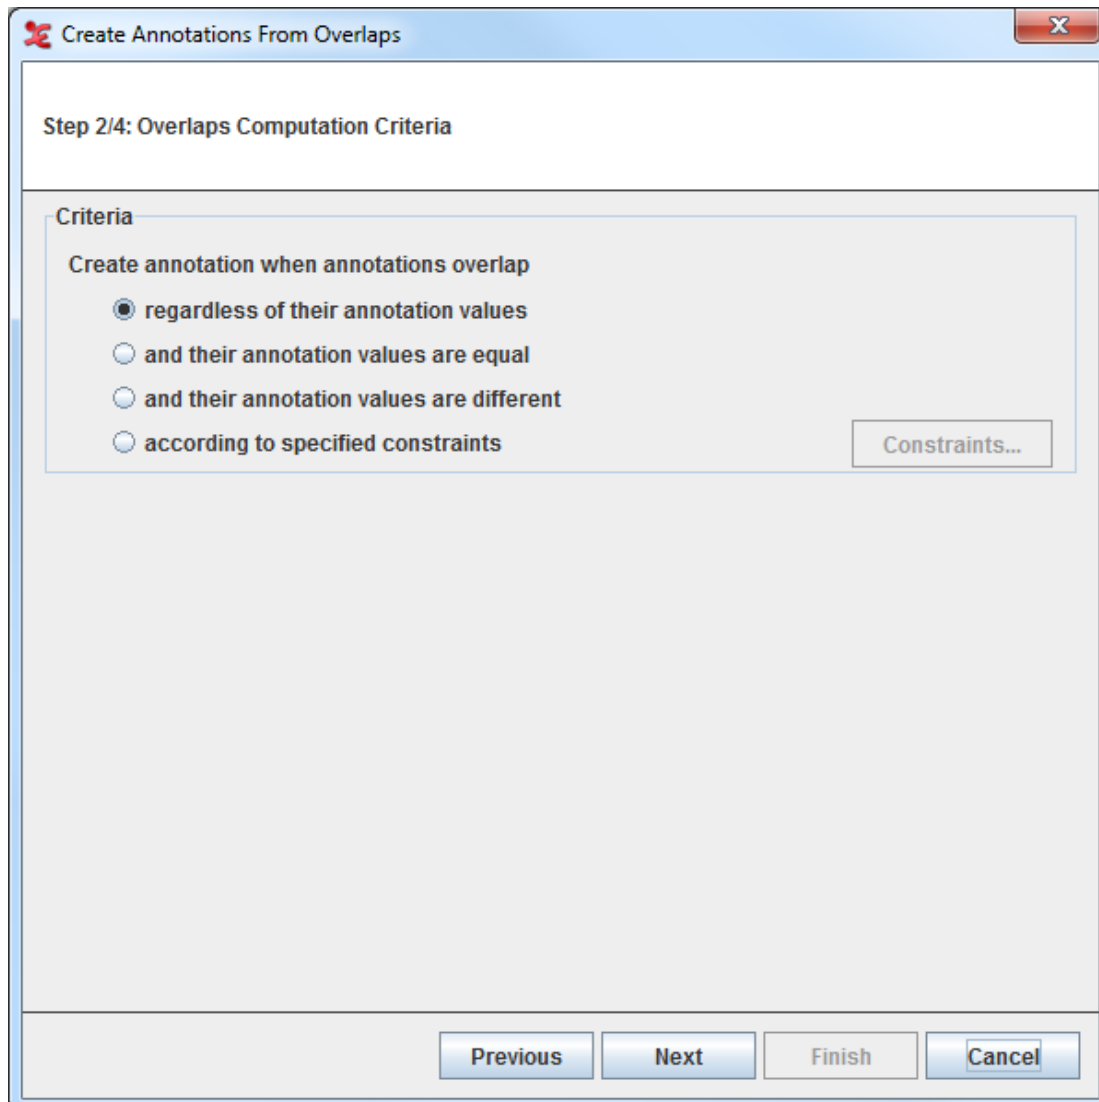 Create Annotations From Overlaps
Step 2/4: Overlaps Computation Criteria
Criteria
Create annotation when annotations overlap
regardless of their annotation values
and their annotation values are equal
and their annotation values are different
according to specified constraints
Constraints...
Previous Next Finish Cancel